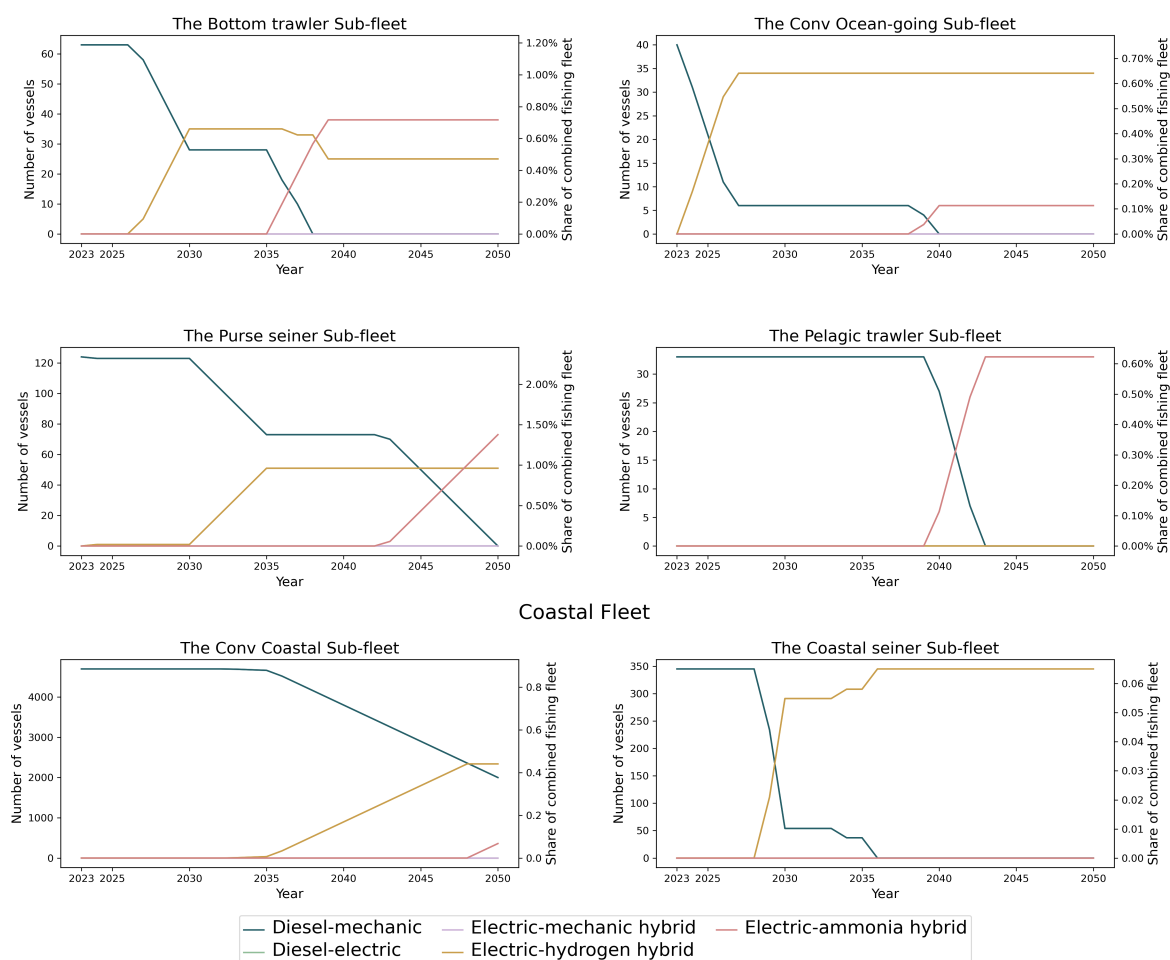 The Bottom trawler Sub-fleet
Number of vessels
60
50
40
30
20
10
0
1.20%
1.00%
0.80%
0.60%
0.40%
0.20%
0.00%
Share of combined fishing fleet
2023 2025 2030 2035 2040 2045 2050
Year
The Conv Ocean-going Sub-fleet
Number of vessels
40
35
30
25
20
15
10
5
0
0.70%
0.60%
0.50%
0.40%
0.30%
0.20%
0.10%
0.00%
Share of combined fishing fleet
2023 2025 2030 2035 2040 2045 2050
Year
The Purse seiner Sub-fleet
Number of vessels
120
100
80
60
40
20
0
2.00%
1.50%
1.00%
0.50%
0.00%
Share of combined fishing fleet
2023 2025 2030 2035 2040 2045 2050
Year
The Pelagic trawler Sub-fleet
Number of vessels
30
25
20
15
10
5
0
0.60%
0.50%
0.40%
0.30%
0.20%
0.10%
0.00%
Share of combined fishing fleet
2023 2025 2030 2035 2040 2045 2050
Year
Coastal Fleet
The Conv Coastal Sub-fleet
Number of vessels
4000
3000
2000
1000
0
0.8
0.6
0.4
0.2
0.0
Share of combined fishing fleet
2023 2025 2030 2035 2040 2045 2050
Year
The Coastal seiner Sub-fleet
Number of vessels
350
300
250
200
150
100
50
0
0.06
0.05
0.04
0.03
0.02
0.01
0.00
Share of combined fishing fleet
2023 2025 2030 2035 2040 2045 2050
Year
Diesel-mechanic
Diesel-electric
Electric-mechanic hybrid
Electric-hydrogen hybrid
Electric-ammonia hybrid